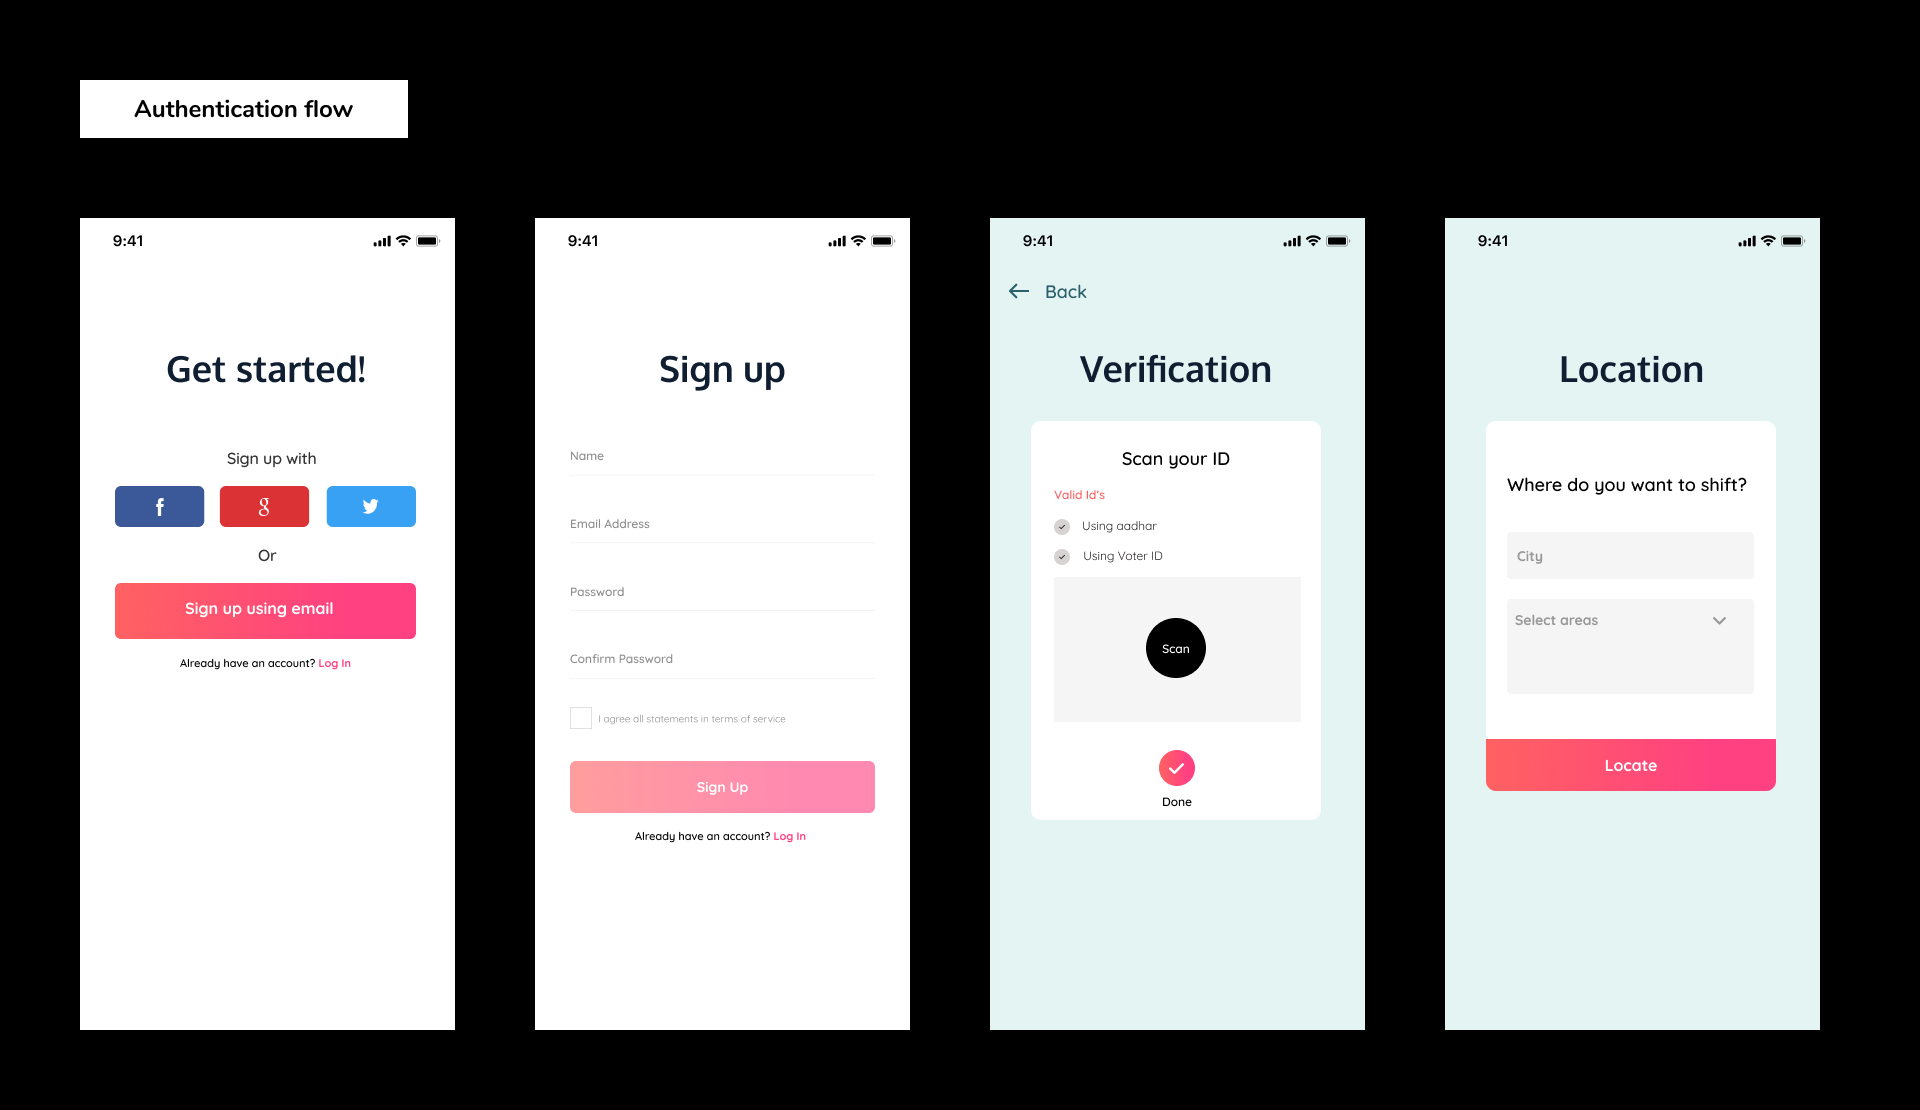 Authentication flow
9:41
Get started!
Sign up with
f
g
Or
Sign up using email
Already have an account? Log In
9:41
Sign up
Name
Email Address
Password
Confirm Password
I agree all statements in terms of service
Sign Up
Already have an account? Log In
9:41
Back
Verification
Scan your ID
Valid Id's
Using aadhar
Using Voter ID
Scan
Done
9:41
Location
Where do you want to shift?
City
Select areas
Locate